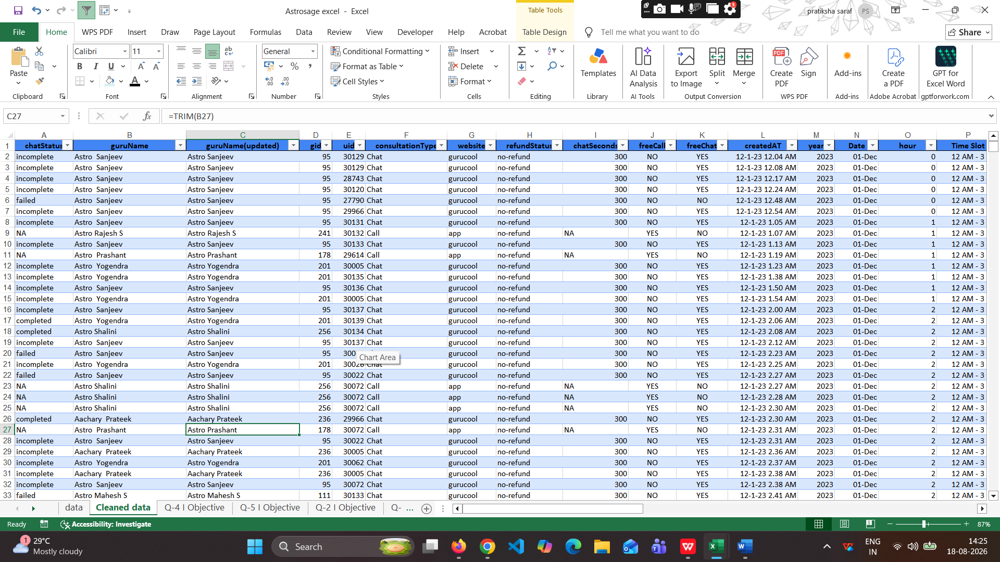 Astrosage excel - Excel
Table Tools
5
pratiksha saraf PS
File Home WPS PDF Insert Draw Page Layout Formulas Data Review View Developer Help Acrobat Table Design Tell me what you want to do Share
Paste
Calibri 11
General
Conditional Formatting
Format as Table
Cell Styles
Insert
Delete
Format
Templates
AI Data Analysis
Export to Image
Split
Merge
Create PDF
Sign
Add-ins
Create a PDF
GPT for Excel Word
Clipboard Font Alignment Number Styles Cells Editing Library AI Tools Output Conversion WPS PDF Add-ins Adobe Acrobat gptforwork.com
C27 fx =TRIM(B27)
A B C D E F G H I J K L M N O P
1 chatStatus guruName guruName(updated) gid uid consultationType website refundStatus chatSeconds freeCall freeChat createdAT year Date hour Time Slot
2 incomplete Astro  Sanjeev Astro Sanjeev 95 30129 Chat gurucool no-refund 300 NO YES 12-1-23 12.04 AM 2023 01-Dec 0 12 AM - 3
3 incomplete Astro  Sanjeev Astro Sanjeev 95 30129 Chat gurucool no-refund 300 NO YES 12-1-23 12.08 AM 2023 01-Dec 0 12 AM - 3
4 incomplete Astro  Sanjeev Astro Sanjeev 95 28743 Chat gurucool no-refund 300 NO YES 12-1-23 12.17 AM 2023 01-Dec 0 12 AM - 3
5 incomplete Astro  Sanjeev Astro Sanjeev 95 30120 Chat gurucool no-refund 300 NO YES 12-1-23 12.24 AM 2023 01-Dec 0 12 AM - 3
6 failed Astro  Sanjeev Astro Sanjeev 95 27790 Chat gurucool no-refund 300 NO NO 12-1-23 12.48 AM 2023 01-Dec 0 12 AM - 3
7 incomplete Astro  Sanjeev Astro Sanjeev 95 29966 Chat gurucool no-refund 300 NO YES 12-1-23 12.54 AM 2023 01-Dec 0 12 AM - 3
8 incomplete Astro  Sanjeev Astro Sanjeev 95 30131 Chat gurucool no-refund 300 NO YES 12-1-23 1.05 AM 2023 01-Dec 1 12 AM - 3
9 NA Astro Rajesh S Astro Rajesh S 241 30132 Call app no-refund NA YES NO 12-1-23 1.07 AM 2023 01-Dec 1 12 AM - 3
10 incomplete Astro  Sanjeev Astro Sanjeev 95 30133 Chat gurucool no-refund 300 NO YES 12-1-23 1.13 AM 2023 01-Dec 1 12 AM - 3
11 NA Astro  Prashant Astro Prashant 178 29614 Call app no-refund NA YES NO 12-1-23 1.19 AM 2023 01-Dec 1 12 AM - 3
12 incomplete Astro  Yogendra Astro Yogendra 201 30005 Chat gurucool no-refund 300 NO YES 12-1-23 1.23 AM 2023 01-Dec 1 12 AM - 3
13 incomplete Astro  Yogendra Astro Yogendra 201 30135 Chat gurucool no-refund 300 NO YES 12-1-23 1.38 AM 2023 01-Dec 1 12 AM - 3
14 incomplete Astro  Sanjeev Astro Sanjeev 95 30136 Chat gurucool no-refund 300 NO YES 12-1-23 1.50 AM 2023 01-Dec 1 12 AM - 3
15 incomplete Astro  Yogendra Astro Yogendra 201 30005 Chat gurucool no-refund 300 NO YES 12-1-23 1.54 AM 2023 01-Dec 1 12 AM - 3
16 incomplete Astro  Sanjeev Astro Sanjeev 95 30137 Chat gurucool no-refund 300 NO YES 12-1-23 2.00 AM 2023 01-Dec 2 12 AM - 3
17 completed Astro  Yogendra Astro Yogendra 201 30139 Chat gurucool no-refund 300 NO YES 12-1-23 2.06 AM 2023 01-Dec 2 12 AM - 3
18 completed Astro Shalini Astro Shalini 256 30134 Chat gurucool no-refund 300 NO YES 12-1-23 2.08 AM 2023 01-Dec 2 12 AM - 3
19 incomplete Astro  Sanjeev Astro Sanjeev 95 30137 Chat gurucool no-refund 300 NO YES 12-1-23 2.12 AM 2023 01-Dec 2 12 AM - 3
20 failed Astro  Sanjeev Astro Sanjeev 95 gurucool no-refund 300 NO YES 12-1-23 2.23 AM 2023 01-Dec 2 12 AM - 3
Chart Area
21 incomplete Astro  Yogendra Astro Yogendra 201 30026 Chat gurucool no-refund 300 NO YES 12-1-23 2.25 AM 2023 01-Dec 2 12 AM - 3
22 failed Astro  Sanjeev Astro Sanjeev 95 30022 Chat gurucool no-refund 300 NO YES 12-1-23 2.27 AM 2023 01-Dec 2 12 AM - 3
23 NA Astro Shalini Astro Shalini 256 30072 Call app no-refund NA YES NO 12-1-23 2.27 AM 2023 01-Dec 2 12 AM - 3
24 NA Astro Shalini Astro Shalini 256 30072 Call app no-refund NA YES NO 12-1-23 2.28 AM 2023 01-Dec 2 12 AM - 3
25 NA Astro Shalini Astro Shalini 256 30072 Call app no-refund NA YES NO 12-1-23 2.30 AM 2023 01-Dec 2 12 AM - 3
26 completed Aachary  Prateek Aachary Prateek 236 29966 Chat gurucool no-refund 300 NO YES 12-1-23 2.30 AM 2023 01-Dec 2 12 AM - 3
27 NA Astro  Prashant Astro Prashant 178 30072 Call app no-refund NA YES NO 12-1-23 2.31 AM 2023 01-Dec 2 12 AM - 3
28 incomplete Astro  Sanjeev Astro Sanjeev 95 30022 Chat gurucool no-refund 300 NO YES 12-1-23 2.31 AM 2023 01-Dec 2 12 AM - 3
29 incomplete Aachary  Prateek Aachary Prateek 236 30005 Chat gurucool no-refund 300 NO YES 12-1-23 2.36 AM 2023 01-Dec 2 12 AM - 3
30 incomplete Astro  Yogendra Astro Yogendra 201 30062 Chat gurucool no-refund 300 NO YES 12-1-23 2.37 AM 2023 01-Dec 2 12 AM - 3
31 incomplete Aachary  Prateek Aachary Prateek 236 30005 Chat gurucool no-refund 300 NO YES 12-1-23 2.38 AM 2023 01-Dec 2 12 AM - 3
32 incomplete Astro  Sanjeev Astro Sanjeev 95 30072 Chat gurucool no-refund 300 NO YES 12-1-23 2.38 AM 2023 01-Dec 2 12 AM - 3
33 failed Astro Mahesh S Astro Mahesh S 111 30133 Chat gurucool no-refund 300 NO YES 12-1-23 2.41 AM 2023 01-Dec 2 12 AM - 3
data Cleaned data Q-4 I Objective Q-5 I Objective Q-2 I Objective Q- ...
Ready Accessibility: Investigate 87%
1 29°C
Mostly cloudy
Search
ENG
IN
14:25
18-08-2026